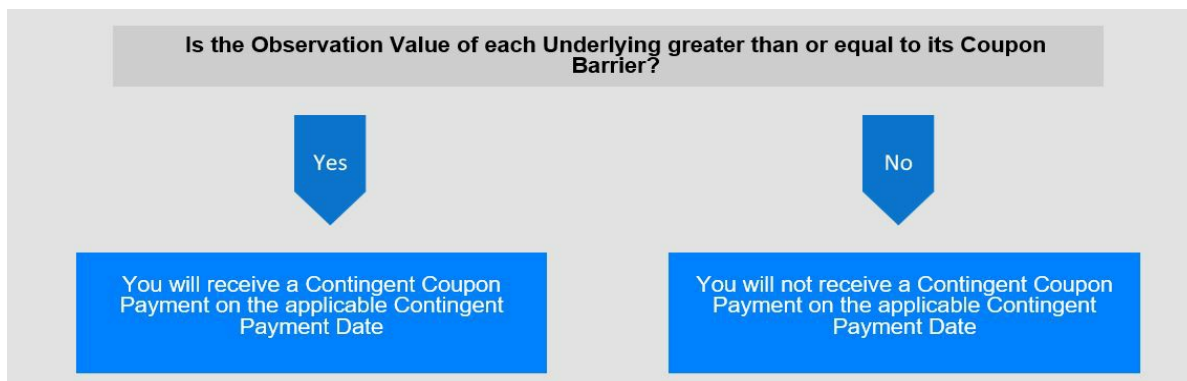 Is the Observation Value of each Underlying greater than or equal to its Coupon
Barrier?
Yes
No
You will receive a Contingent Coupon
Payment on the applicable Contingent
Payment Date
You will not receive a Contingent Coupon
Payment on the applicable Contingent
Payment Date